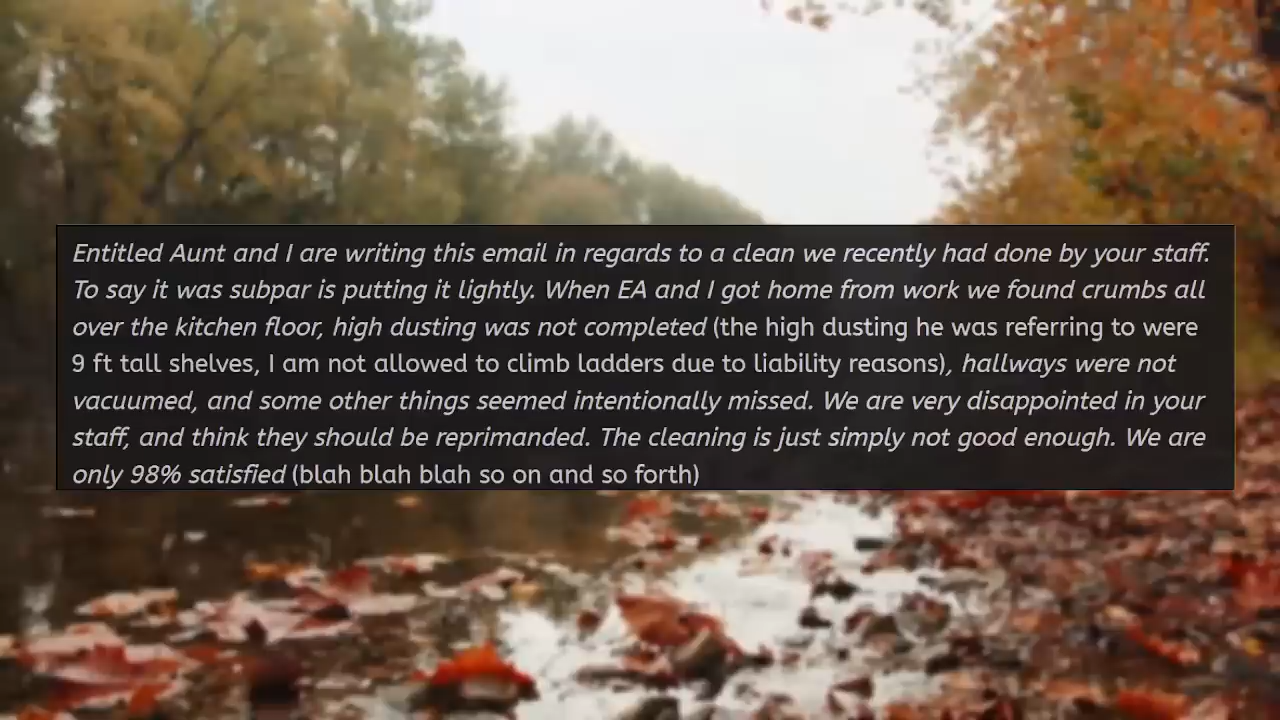 Entitled Aunt and I are writing this email in regards to a clean we recently had done by your staff.
To say it was subpar is putting it lightly. When EA and I got home from work we found crumbs all
over the kitchen floor, high dusting was not completed (the high dusting he was referring to were
9 ft tall shelves, I am not allowed to climb ladders due to liability reasons), hallways were not
vacuumed, and some other things seemed intentionally missed. We are very disappointed in your
staff, and think they should be reprimanded. The cleaning is just simply not good enough. We are
only 98% satisfied (blah blah blah so on and so forth)